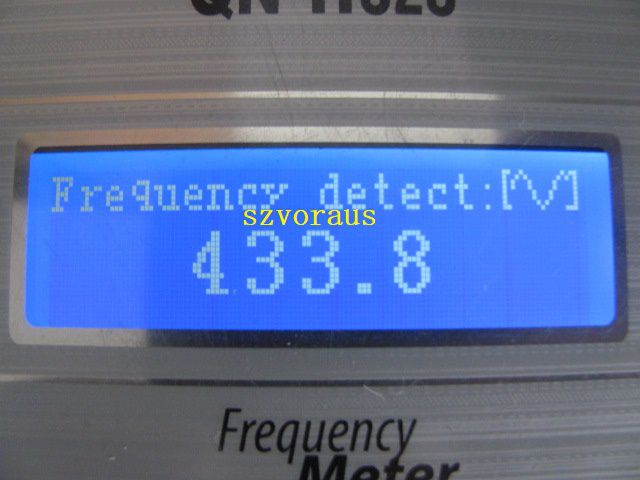 Frequency detect:[∿]
szvoraus
433.8
Frequency
Meter